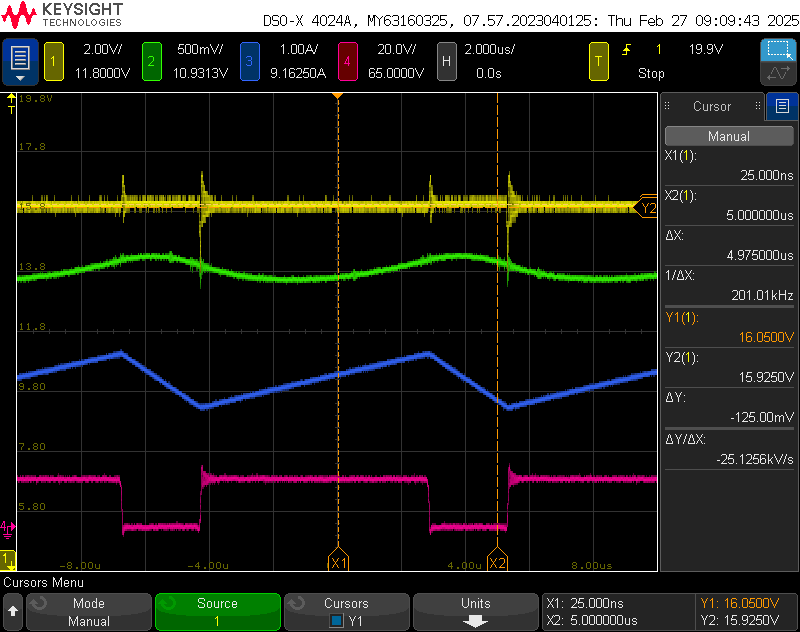 KEYSIGHT
TECHNOLOGIES
DSO-X 4024A, MY63160325, 07.57.2023040125: Thu Feb 27 09:09:43 2025
1 2.00V/ 2 500mV/ 3 1.00A/ 4 20.0V/ H 2.000us/ T 1 19.9V
11.8000V 10.9313V 9.16250A 65.0000V 0.0s Stop
19.8V
17.8
15.8
13.8
11.8
9.80
7.80
5.80
-8.00us -4.00us 4.00us 8.00us
T
Y2
4
1
X1
X2
Cursor
Manual
X1(1):
25.000ns
X2(1):
5.000000us
ΔX:
4.975000us
1/ΔX:
201.01kHz
Y1(1):
16.0500V
Y2(1):
15.9250V
ΔY:
-125.00mV
ΔY/ΔX:
-25.1256kV/s
Cursors Menu
Mode
Manual
Source
1
Cursors
Y1
Units
X1: 25.000ns
X2: 5.000000us
Y1: 16.0500V
Y2: 15.9250V